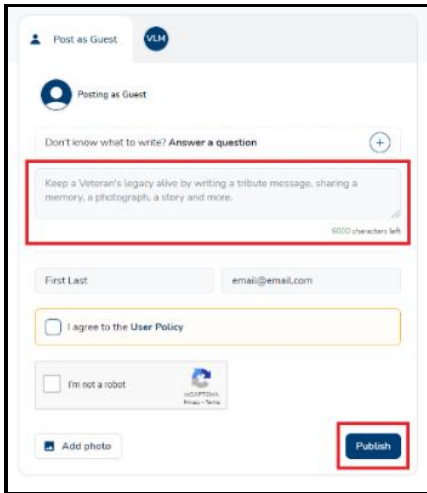 Post as Guest VLM
Posting as Guest
Don't know what to write? Answer a question
Keep a Veteran's legacy alive by writing a tribute message, sharing a
memory, a photograph, a story and more.
6000 characters left
First Last email@email.com
I agree to the User Policy
I'm not a robot
reCAPTCHA
Privacy - Terms
Add photo Publish